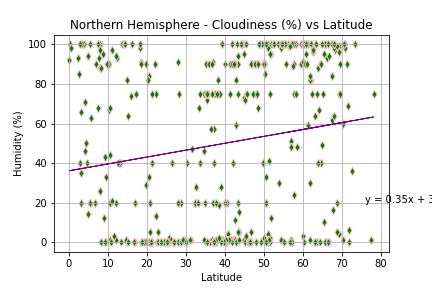 Northern Hemisphere - Cloudiness (%) vs Latitude
100
80
60
40
20
0
Humidity (%)
y = 0.35x + 3
0 10 20 30 40 50 60 70 80
Latitude